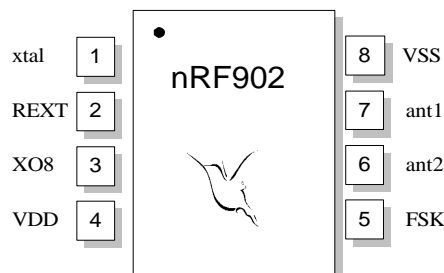 nRF902
xtal 1
REXT 2
XO8 3
VDD 4
8 VSS
7 ant1
6 ant2
5 FSK